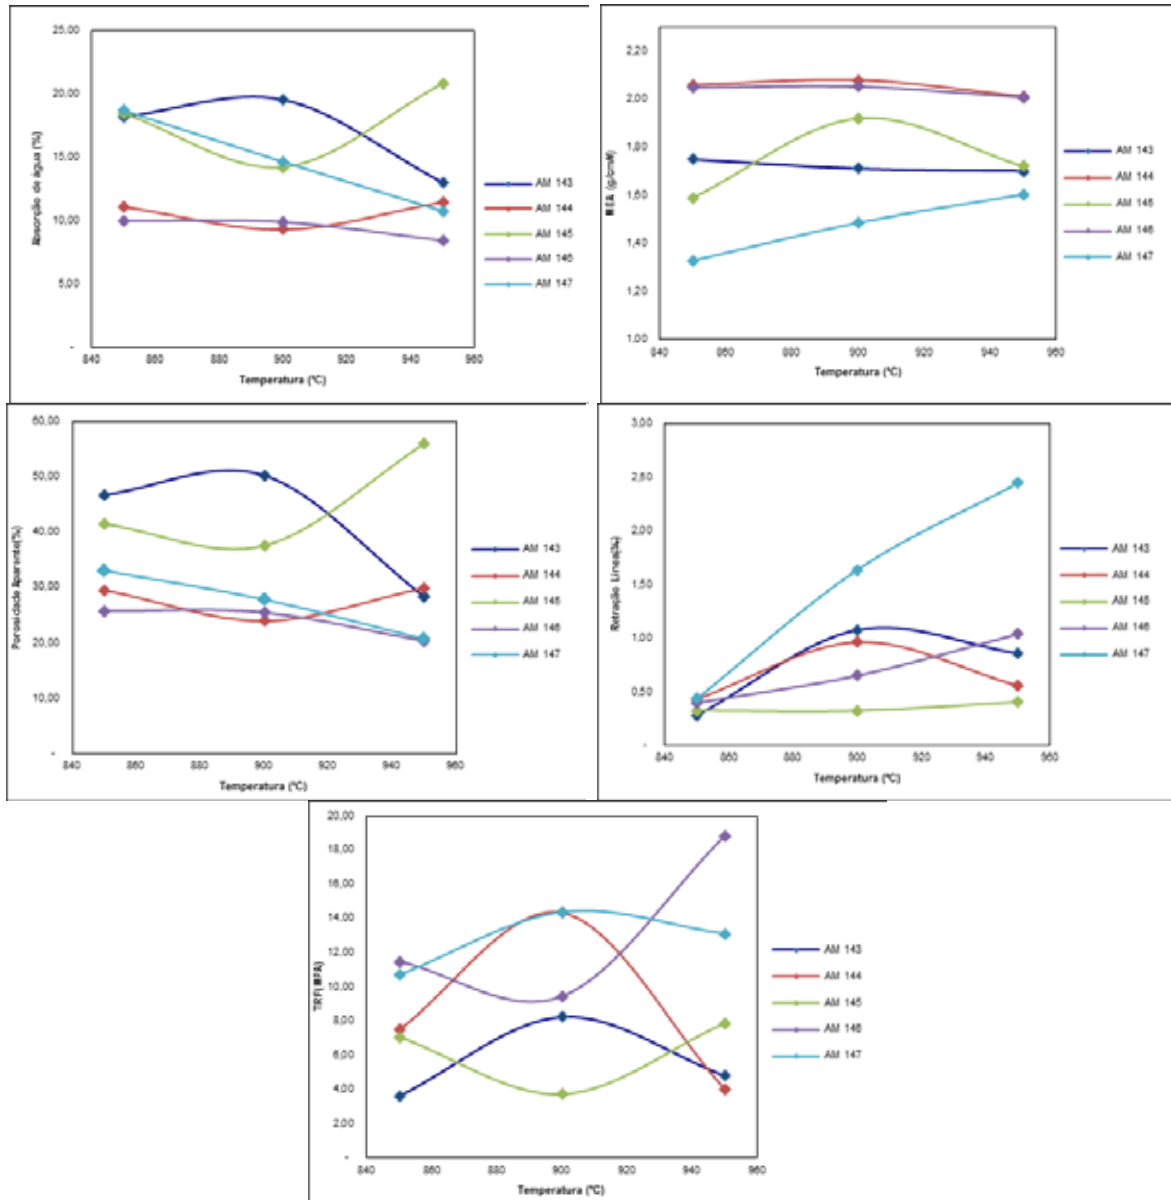 25,00
20,00
15,00
10,00
5,00
-
Absorção de água (%)
840 860 880 900 920 940 960
Temperatura (ºC)
AM 143
AM 144
AM 145
AM 146
AM 147
2,20
2,00
1,80
1,60
1,40
1,20
1,00
840 860 880 900 920 940 960
Temperatura (ºC)
AM 143
AM 144
AM 145
AM 146
AM 147
60,00
50,00
40,00
30,00
20,00
10,00
-
Porosidade Aparente(%)
840 860 880 900 920 940 960
Temperatura (ºC)
AM 143
AM 144
AM 145
AM 146
AM 147
3,00
2,50
2,00
1,50
1,00
0,50
-
Retração
840 860 880 900 920 940 960
Temperatura (ºC)
AM 143
AM 144
AM 145
AM 146
AM 147
20,00
18,00
16,00
14,00
12,00
10,00
8,00
6,00
4,00
2,00
-
TRF(MPA)
840 860 880 900 920 940 960
Temperatura (ºC)
AM 143
AM 144
AM 145
AM 146
AM 147